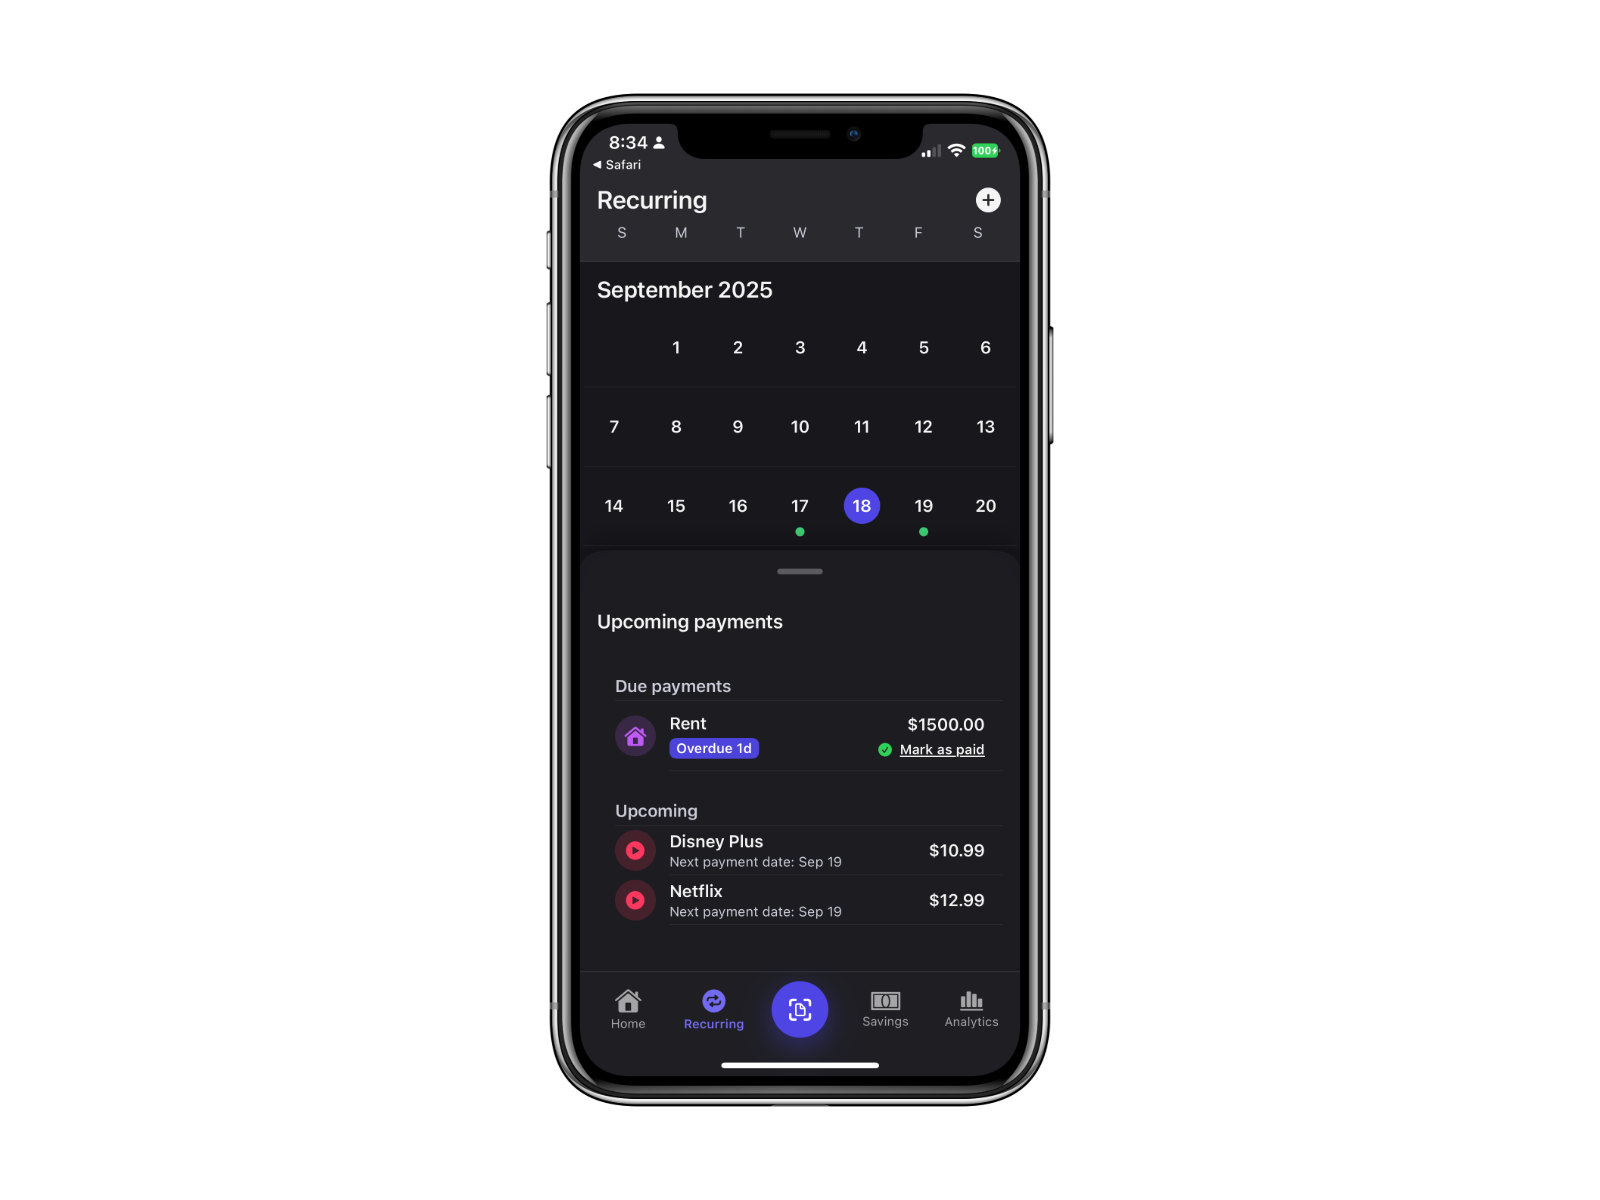 8:34
100
◀ Safari
Recurring
S M T W T F S
September 2025
1 2 3 4 5 6
7 8 9 10 11 12 13
14 15 16 17 18 19 20
Upcoming payments
Due payments
Rent $1500.00
Overdue 1d Mark as paid
Upcoming
Disney Plus
$10.99
Next payment date: Sep 19
Netflix
$12.99
Next payment date: Sep 19
Home Recurring Savings Analytics